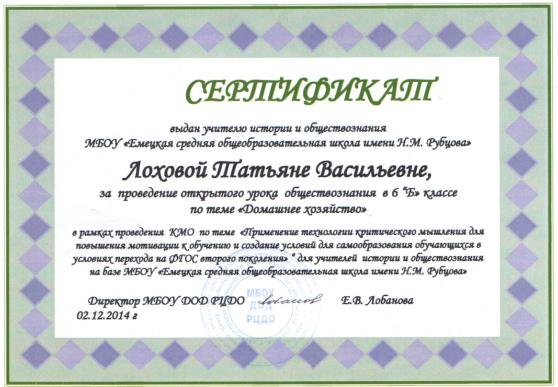 СЕРТИФИКАТ
выдан учителю истории и обществознания
МБОУ «Емецкая средняя общеобразовательная школа имени Н.М. Рубцова»
Лоховой Татьяне Васильевне,
за проведение открытого урока обществознания в 6 "Б» классе
по теме «Домашнее хозяйство»
в рамках проведения КМО по теме «Применение технологии критического мышления для
повышения мотивации к обучению и создание условий для самообразования обучающихся в
условиях перехода на ФГОС второго поколения» " для учителей истории и обществознания
на базе МБОУ «Емецкая средняя общеобразовательная школа имени Н.М. Рубцова»
Директор МБОУ ДОД РЦДО Е.В. Лобанова
02.12.2014 г
МБОУ
ДОД
РЦДО